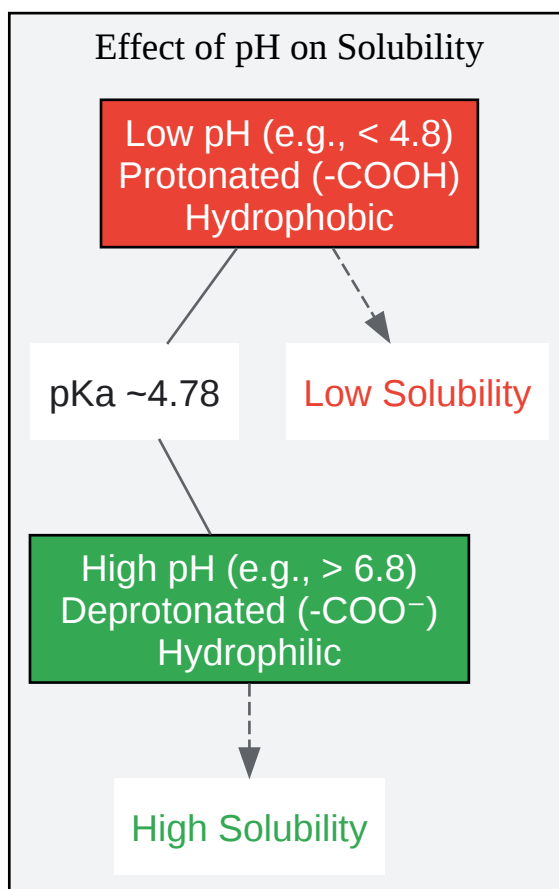 Effect of pH on Solubility
Low pH (e.g., < 4.8)
Protonated (-COOH)
Hydrophobic
pKa ~4.78
Low Solubility
High pH (e.g., > 6.8)
Deprotonated (-COO⁻)
Hydrophilic
High Solubility